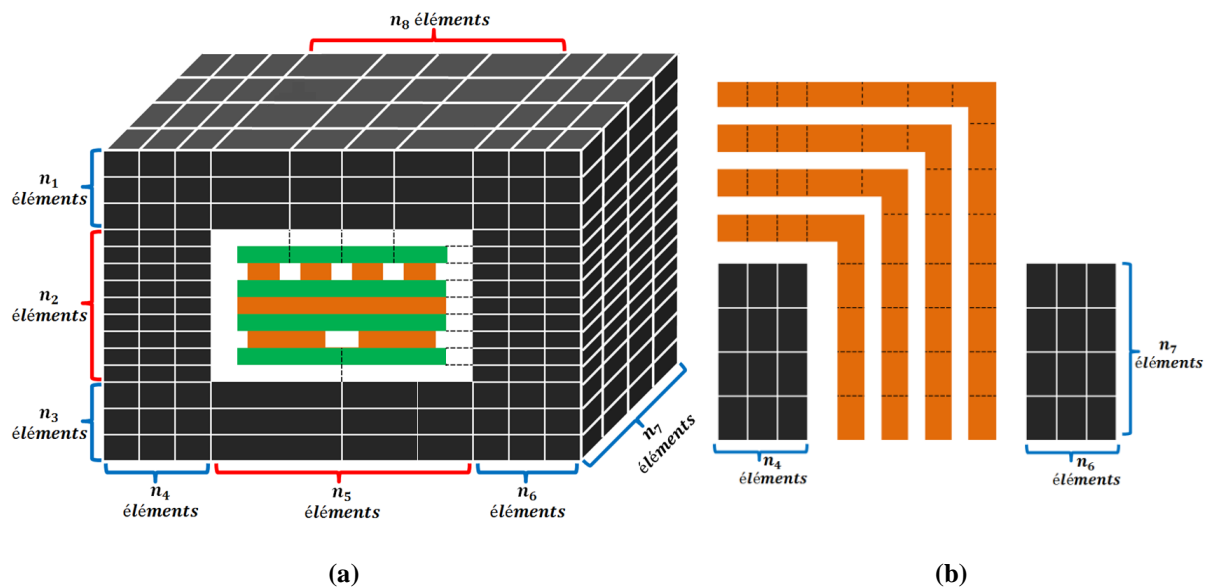 n₈ éléments
n₁
éléments
n₂
éléments
n₃
éléments
n₄
éléments
n₅
éléments
n₆
éléments
n₇
éléments
n₇
éléments
n₄
éléments
n₆
éléments
(a)
(b)